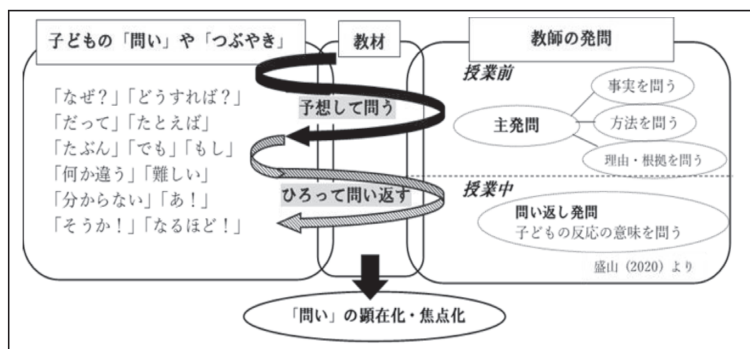 子どもの「問い」や「つぶやき」
「なぜ？」「どうすれば？」
「だって」「たとえば」
「たぶん」「でも」「もし」
「何か違う」「難しい」
「分からない」「あ！」
「そうか！」「なるほど！」
教材
予想して問う
ひろって問い返す
教師の発問
授業前
主発問
事実を問う
方法を問う
理由・根拠を問う
授業中
問い返し発問
子どもの反応の意味を問う
盛山（2020）より
「問い」の顕在化・焦点化